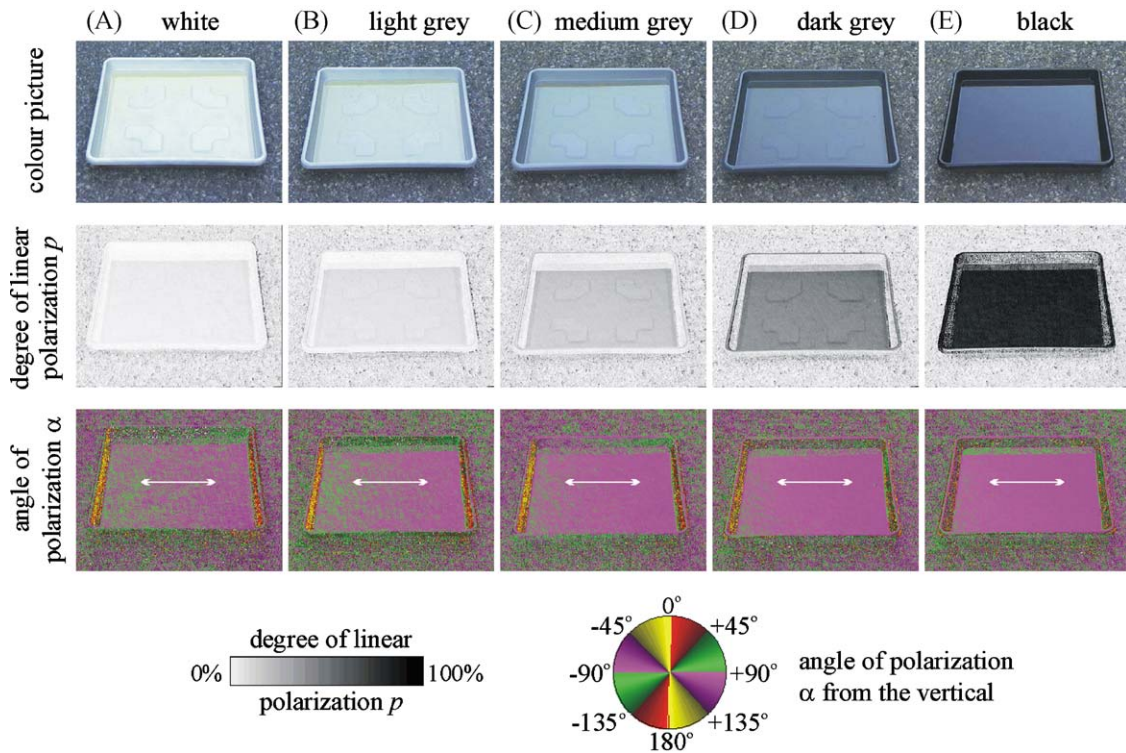 (A) white (B) light grey (C) medium grey (D) dark grey (E) black
colour picture
degree of linear
polarization p
angle of
polarization α
degree of linear
0% 100%
polarization p
0°
-45° +45°
-90° +90°
-135° +135°
180°
angle of polarization
α from the vertical